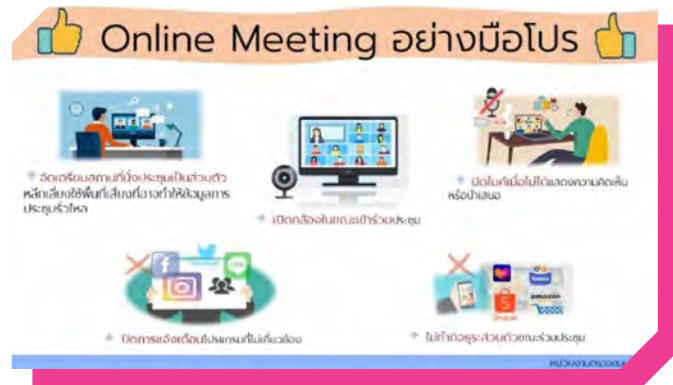 Online Meeting อย่างมือโปร
จัดเตรียมสถานที่นั่งประชุมเป็นส่วนตัว
หลีกเลี่ยงใช้พื้นที่เสี่ยงที่อาจทำให้ข้อมูลการ
ประชุมรั่วไหล
เปิดกล้องในขณะเข้าร่วมประชุม
ปิดไมค์เมื่อไม่ได้แสดงความคิดเห็น
หรือนำเสนอ
LINE
amazon
Shopee
ปิดการแจ้งเตือนโปรแกรมที่ไม่เกี่ยวข้อง
ไม่ทำกิจธุระส่วนตัวขณะร่วมประชุม